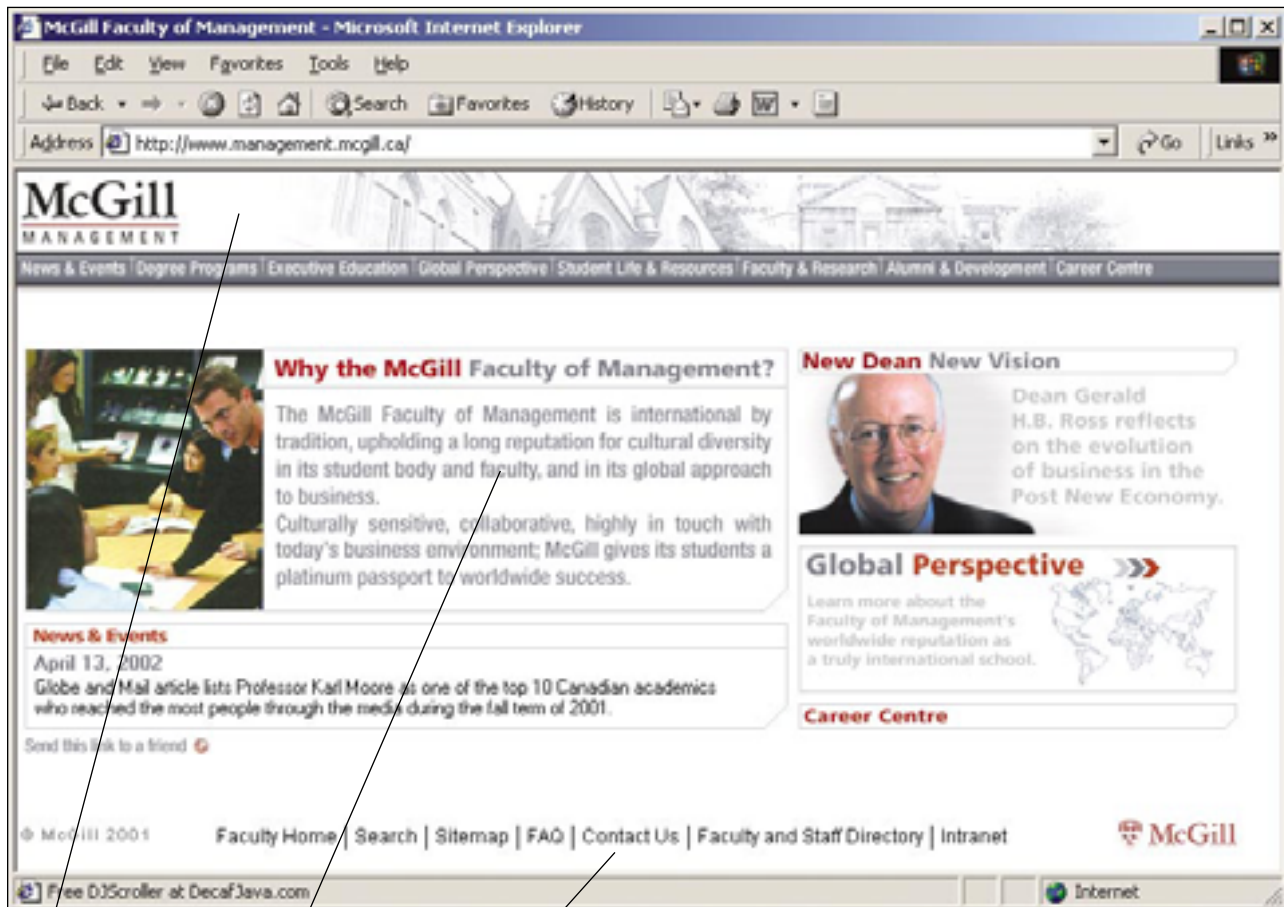 McGill Faculty of Management - Microsoft Internet Explorer
File Edit View Favorites Tools Help
Back Search Favorites History
Address http://www.management.mcgill.ca/ Go Links »
McGill
MANAGEMENT
News & Events Degree Programs Executive Education Global Perspective Student Life & Resources Faculty & Research Alumni & Development Career Centre
Why the McGill Faculty of Management?
The McGill Faculty of Management is international by
tradition, upholding a long reputation for cultural diversity
in its student body and faculty, and in its global approach
to business.
Culturally sensitive, collaborative, highly in touch with
today's business environment; McGill gives its students a
platinum passport to worldwide success.
New Dean New Vision
Dean Gerald
H.B. Ross reflects
on the evolution
of business in the
Post New Economy.
Global Perspective
Learn more about the
Faculty of Management's
worldwide reputation as
a truly international school.
Career Centre
News & Events
April 13, 2002
Globe and Mail article lists Professor Karl Moore as one of the top 10 Canadian academics
who reached the most people through the media during the fall term of 2001.
Send this link to a friend
© McGill 2001 Faculty Home | Search | Sitemap | FAQ | Contact Us | Faculty and Staff Directory | Intranet McGill
Free DJScroller at DecafJava.com Internet